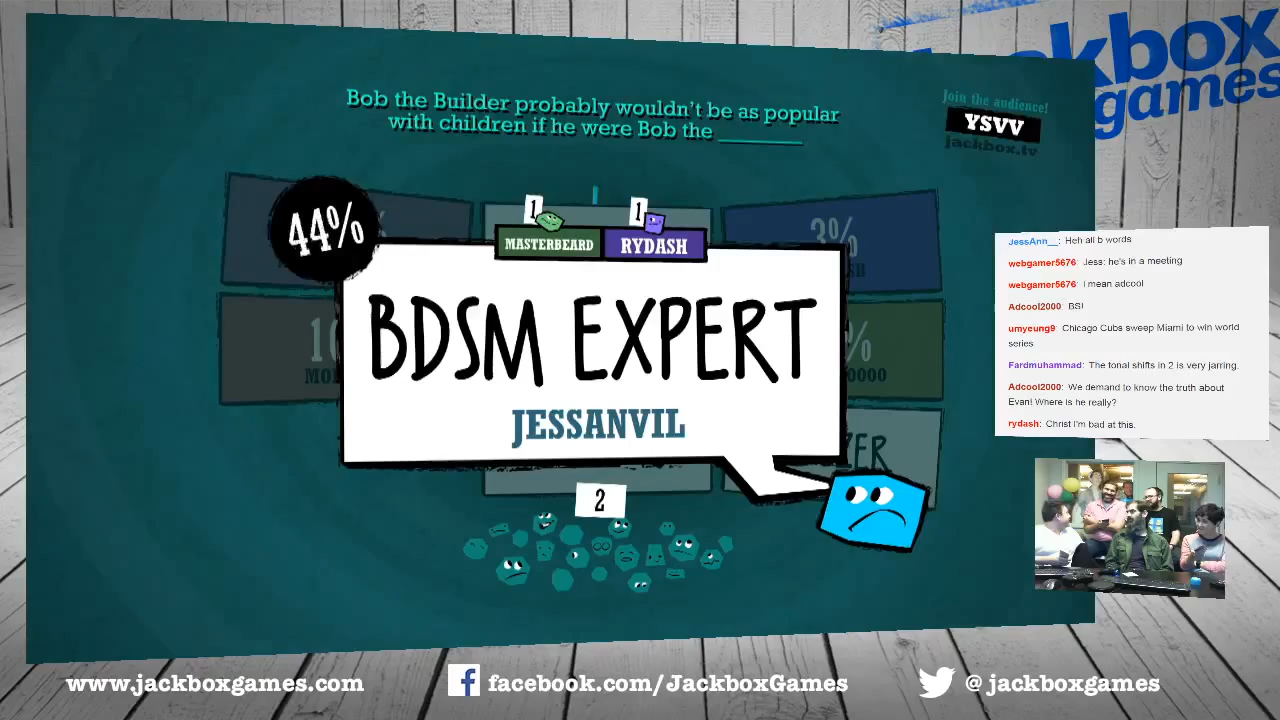 jackbox
games
Bob the Builder probably wouldn't be as popular
with children if he were Bob the ________
Join the audience!
YSVV
jackbox.tv
44%
1
1
MASTERBEARD
RYDASH
3%
BDSM EXPERT
JESSANVIL
2
JessAnn__: Heh all b words
webgamer5676: Jess: he's in a meeting
webgamer5676: i mean adcool
Adcool2000: BS!
umyeung9: Chicago Cubs sweep Miami to win world
series
Fardmuhammad: The tonal shifts in 2 is very jarring.
Adcool2000: We demand to know the truth about
Evan! Where is he really?
rydash: Christ I'm bad at this.
www.jackboxgames.com
facebook.com/JackboxGames
@jackboxgames